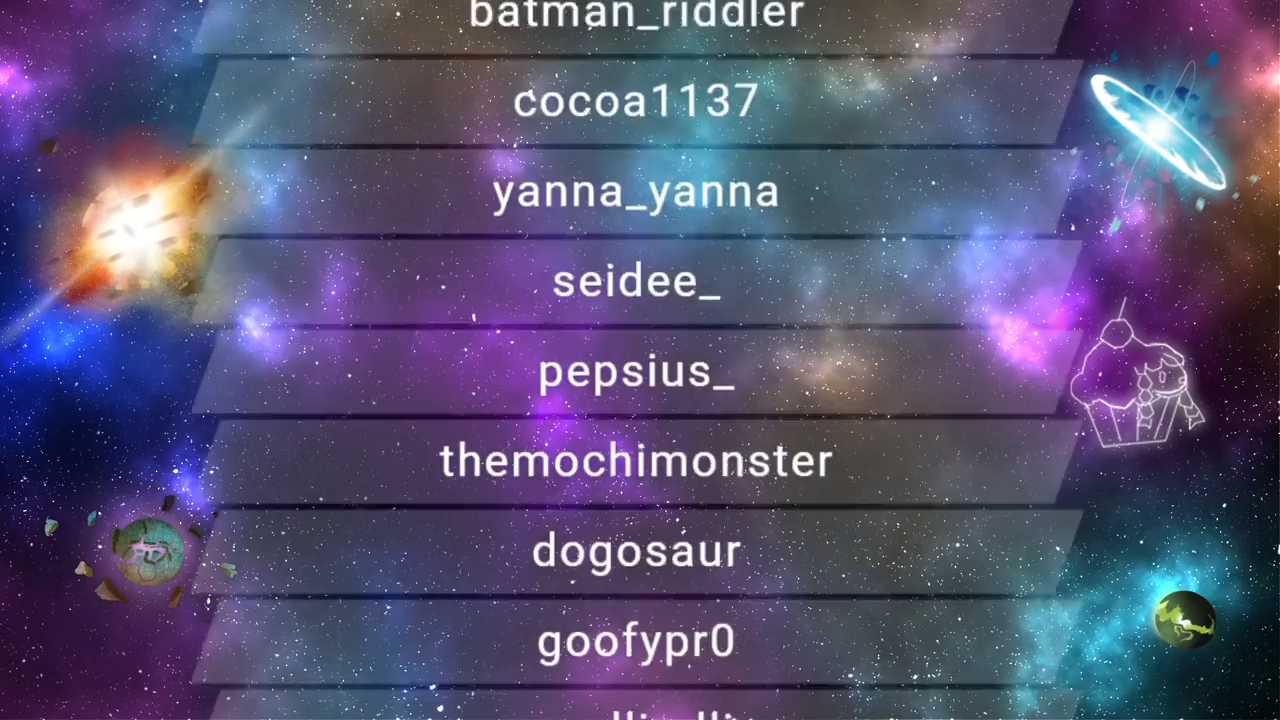 batman_riddler
cocoa1137
yanna_yanna
seidee_
pepsius_
themochimonster
dogosaur
goofypr0